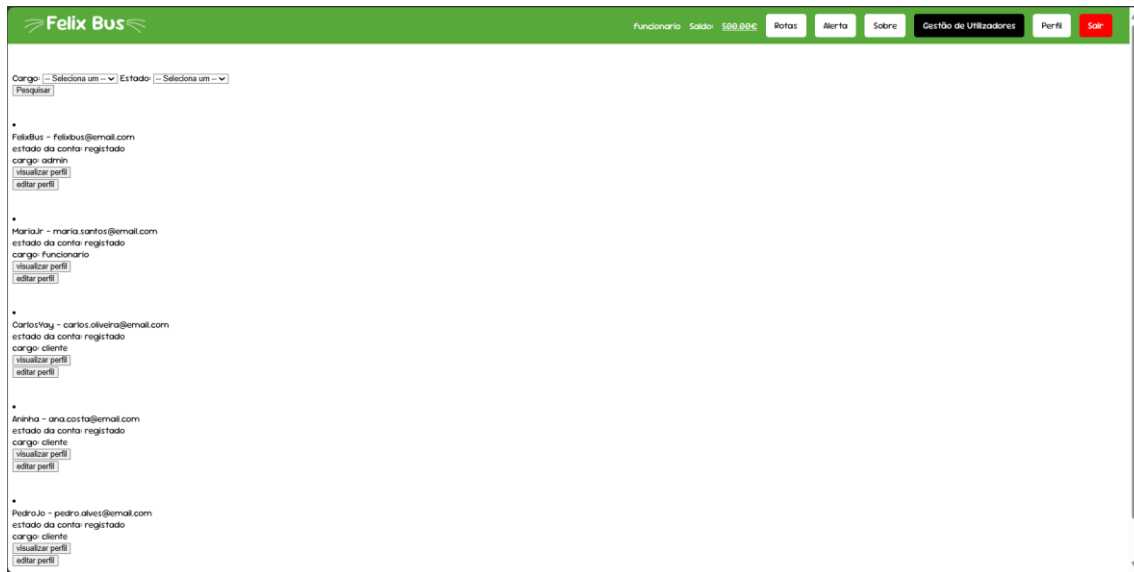 Felix Bus
funcionario Saldo: 500.00€ Rotas Alerta Sobre Gestão de Utilizadores Perfil Sair
Cargo: -- Seleciona um -- Estado: -- Seleciona um --
Pesquisar
•
FelixBus - felixbus@email.com
estado da conta: registado
cargo: admin
visualizar perfil
editar perfil
•
MariaJr - maria.santos@email.com
estado da conta: registado
cargo: funcionario
visualizar perfil
editar perfil
•
CarlosYay - carlos.oliveira@email.com
estado da conta: registado
cargo: cliente
visualizar perfil
editar perfil
•
Aninha - ana.costa@email.com
estado da conta: registado
cargo: cliente
visualizar perfil
editar perfil
•
PedroJo - pedro.alves@email.com
estado da conta: registado
cargo: cliente
visualizar perfil
editar perfil